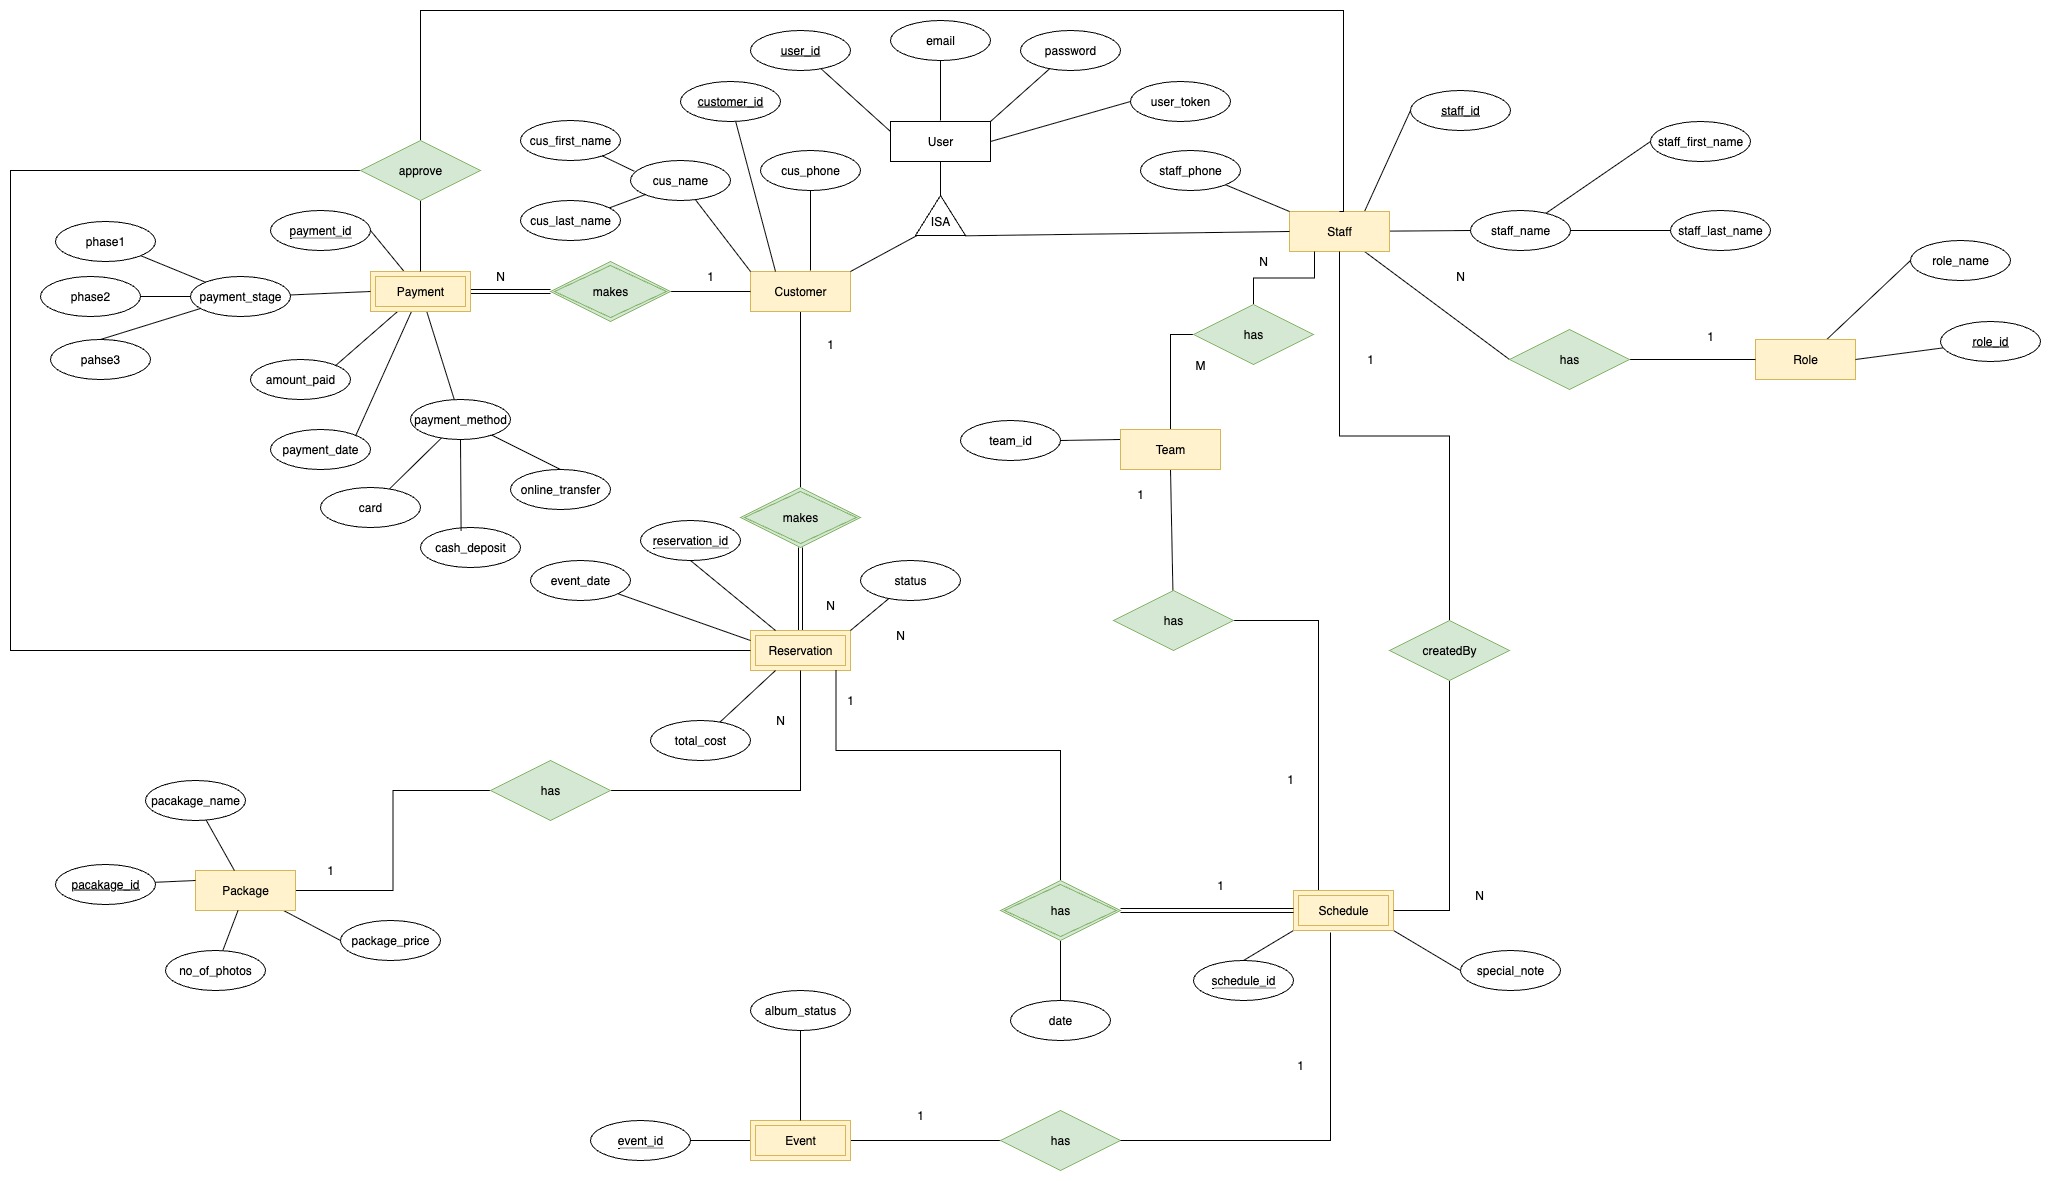 email
user_id
password
customer_id
user_token
staff_id
cus_first_name
User
staff_first_name
approve
cus_name
cus_phone
staff_phone
cus_last_name
ISA
payment_id
Staff
staff_name
staff_last_name
phase1
N
role_name
N
1
N
phase2
payment_stage
Payment
makes
Customer
has
1
role_id
1
pahse3
M
1
has
Role
amount_paid
payment_method
payment_date
team_id
Team
online_transfer
1
card
makes
reservation_id
cash_deposit
event_date
status
N
has
N
Reservation
createdBy
1
total_cost
N
1
has
pacakage_name
1
1
N
pacakage_id
Package
has
Schedule
package_price
no_of_photos
schedule_id
special_note
album_status
date
1
1
event_id
Event
has